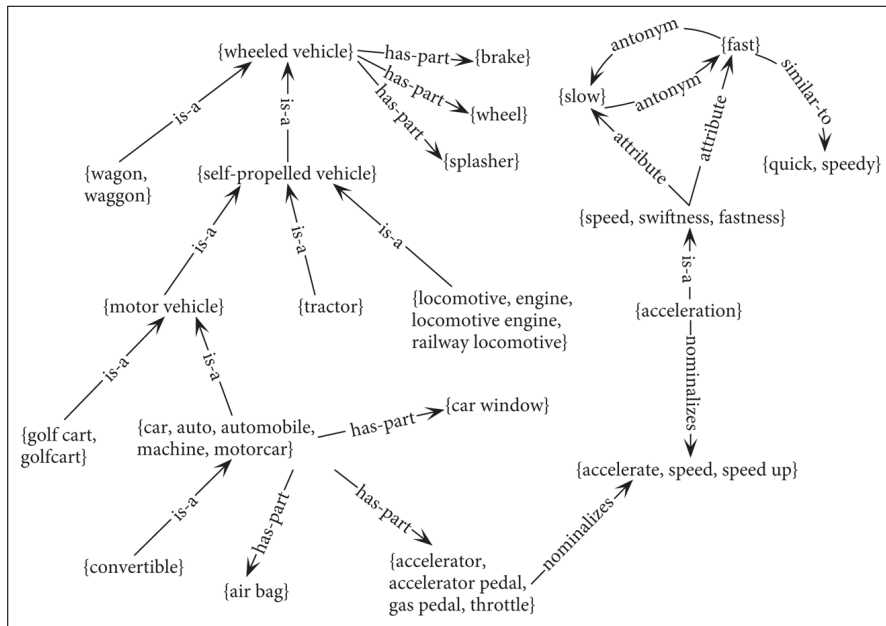 {wheeled vehicle}
has-part
{brake}
has-part
{wheel}
has-part
{splasher}
is-a
is-a
{wagon,
waggon}
{self-propelled vehicle}
is-a
is-a
is-a
{motor vehicle}
{tractor}
{locomotive, engine,
locomotive engine,
railway locomotive}
is-a
is-a
{golf cart,
golfcart}
{car, auto, automobile,
machine, motorcar}
has-part
{car window}
is-a
has-part
has-part
{convertible}
{air bag}
{accelerator,
accelerator pedal,
gas pedal, throttle}
nominalizes
antonym
{fast}
{slow}
antonym
similar-to
attribute
attribute
{quick, speedy}
{speed, swiftness, fastness}
is-a
{acceleration}
nominalizes
{accelerate, speed, speed up}